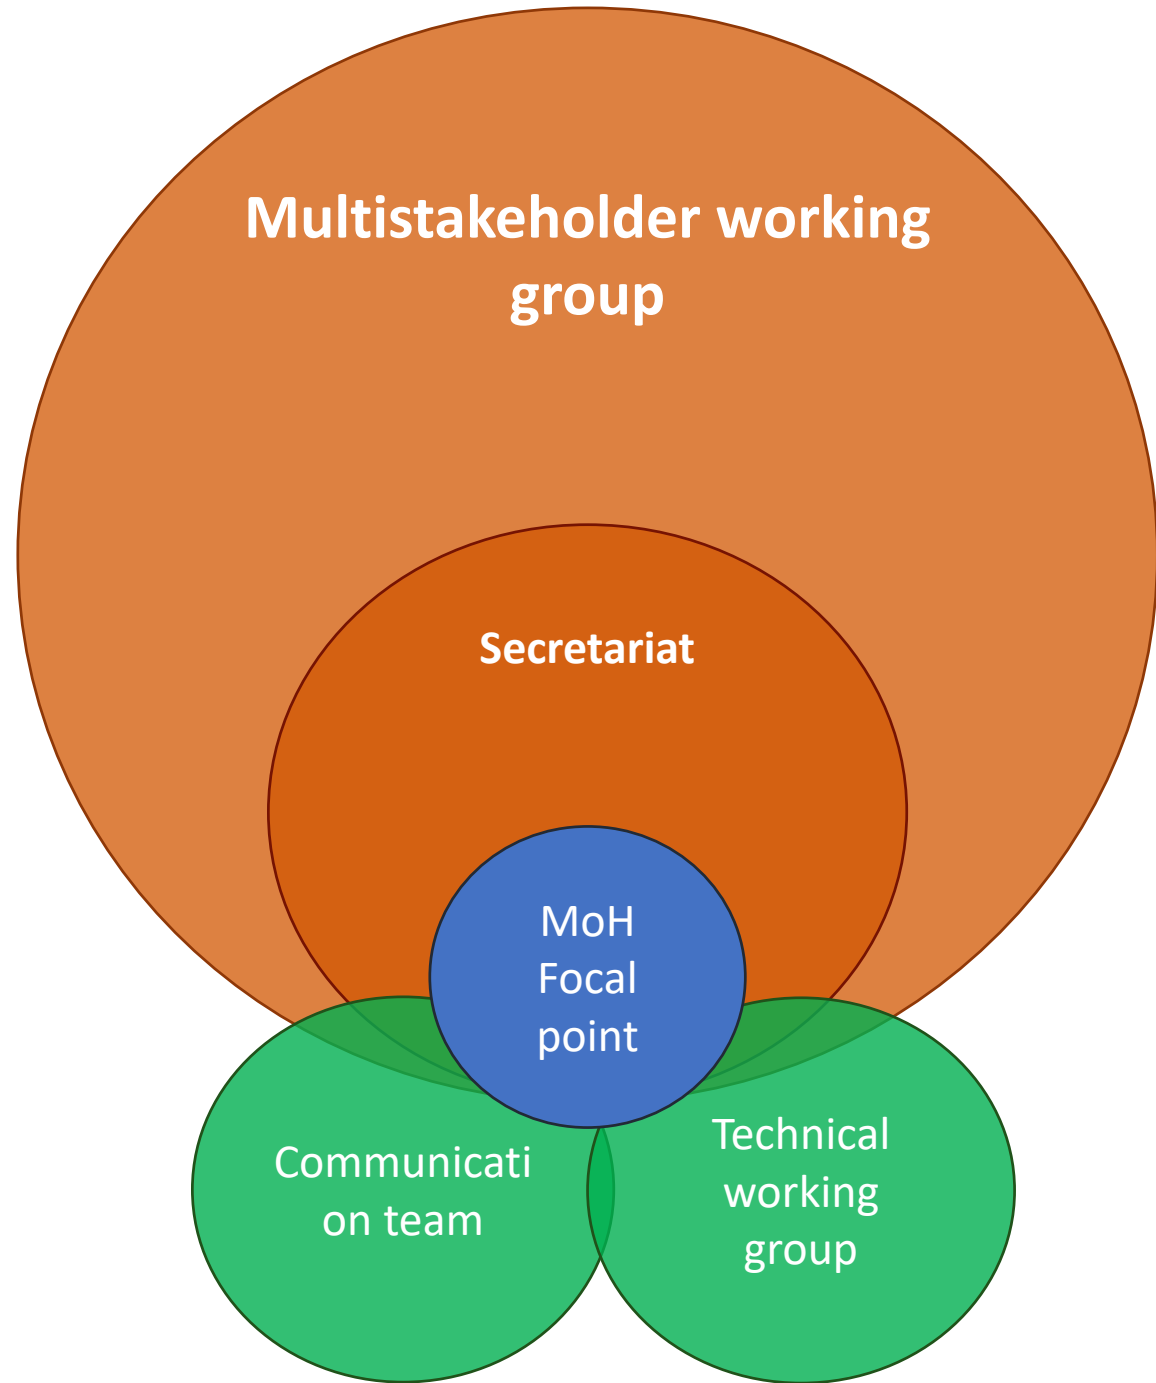 Multistakeholder working
group
Secretariat
MoH
Focal
point
Communicati
on team
Technical
working
group